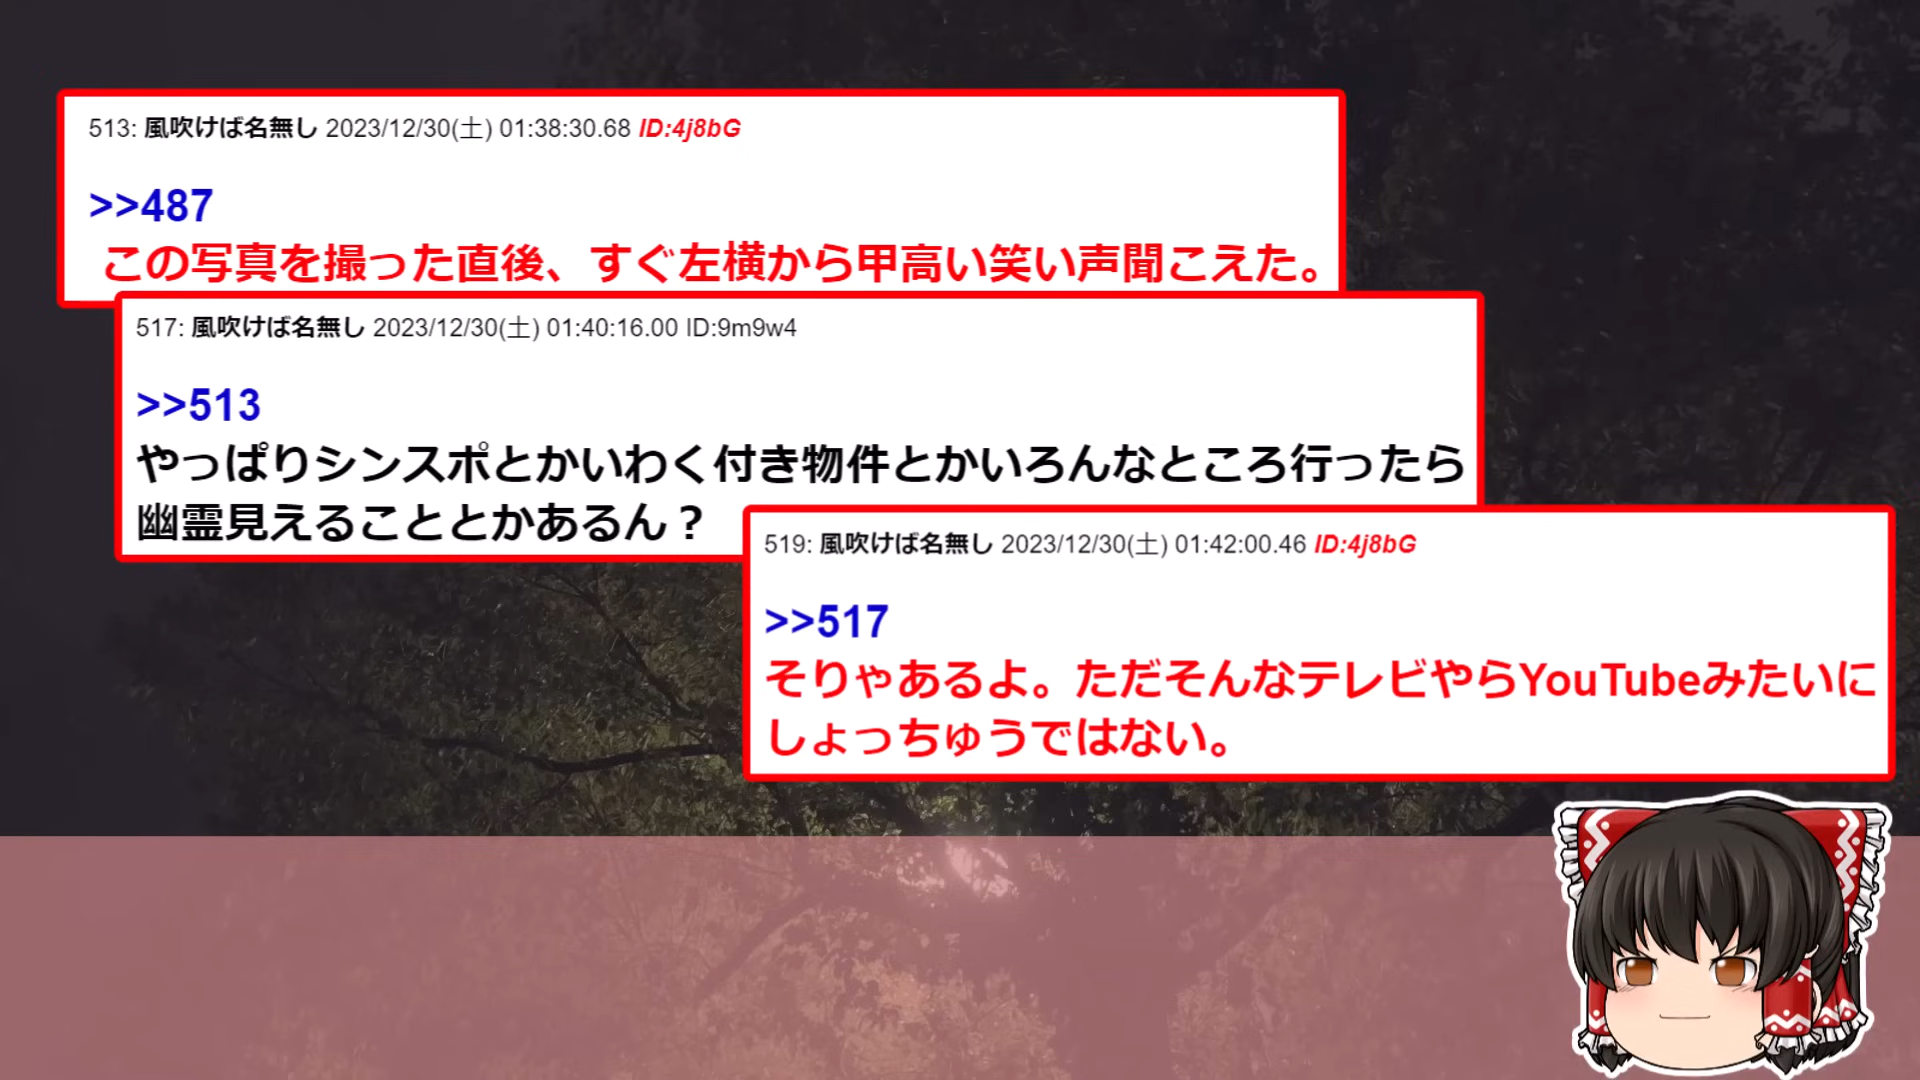 513: 風吹けば名無し 2023/12/30(土) 01:38:30.68 ID:4j8bG
>>487
この写真を撮った直後、すぐ左横から甲高い笑い声聞こえた。
517: 風吹けば名無し 2023/12/30(土) 01:40:16.00 ID:9m9w4
>>513
やっぱりシンスポとかいわく付き物件とかいろんなところ行ったら
幽霊見えることとかあるん？
519: 風吹けば名無し 2023/12/30(土) 01:42:00.46 ID:4j8bG
>>517
そりゃあるよ。ただそんなテレビやらYouTubeみたいに
しょっちゅうではない。